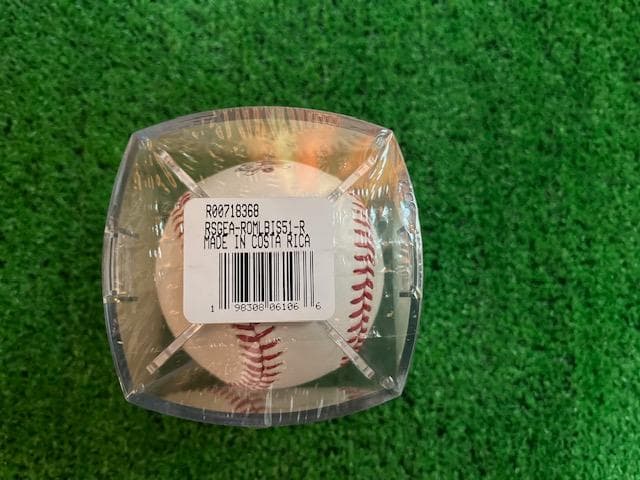 R00718368
RSGEA-ROMLBIS51-R
MADE IN COSTA RICA
1 98308 06106 6